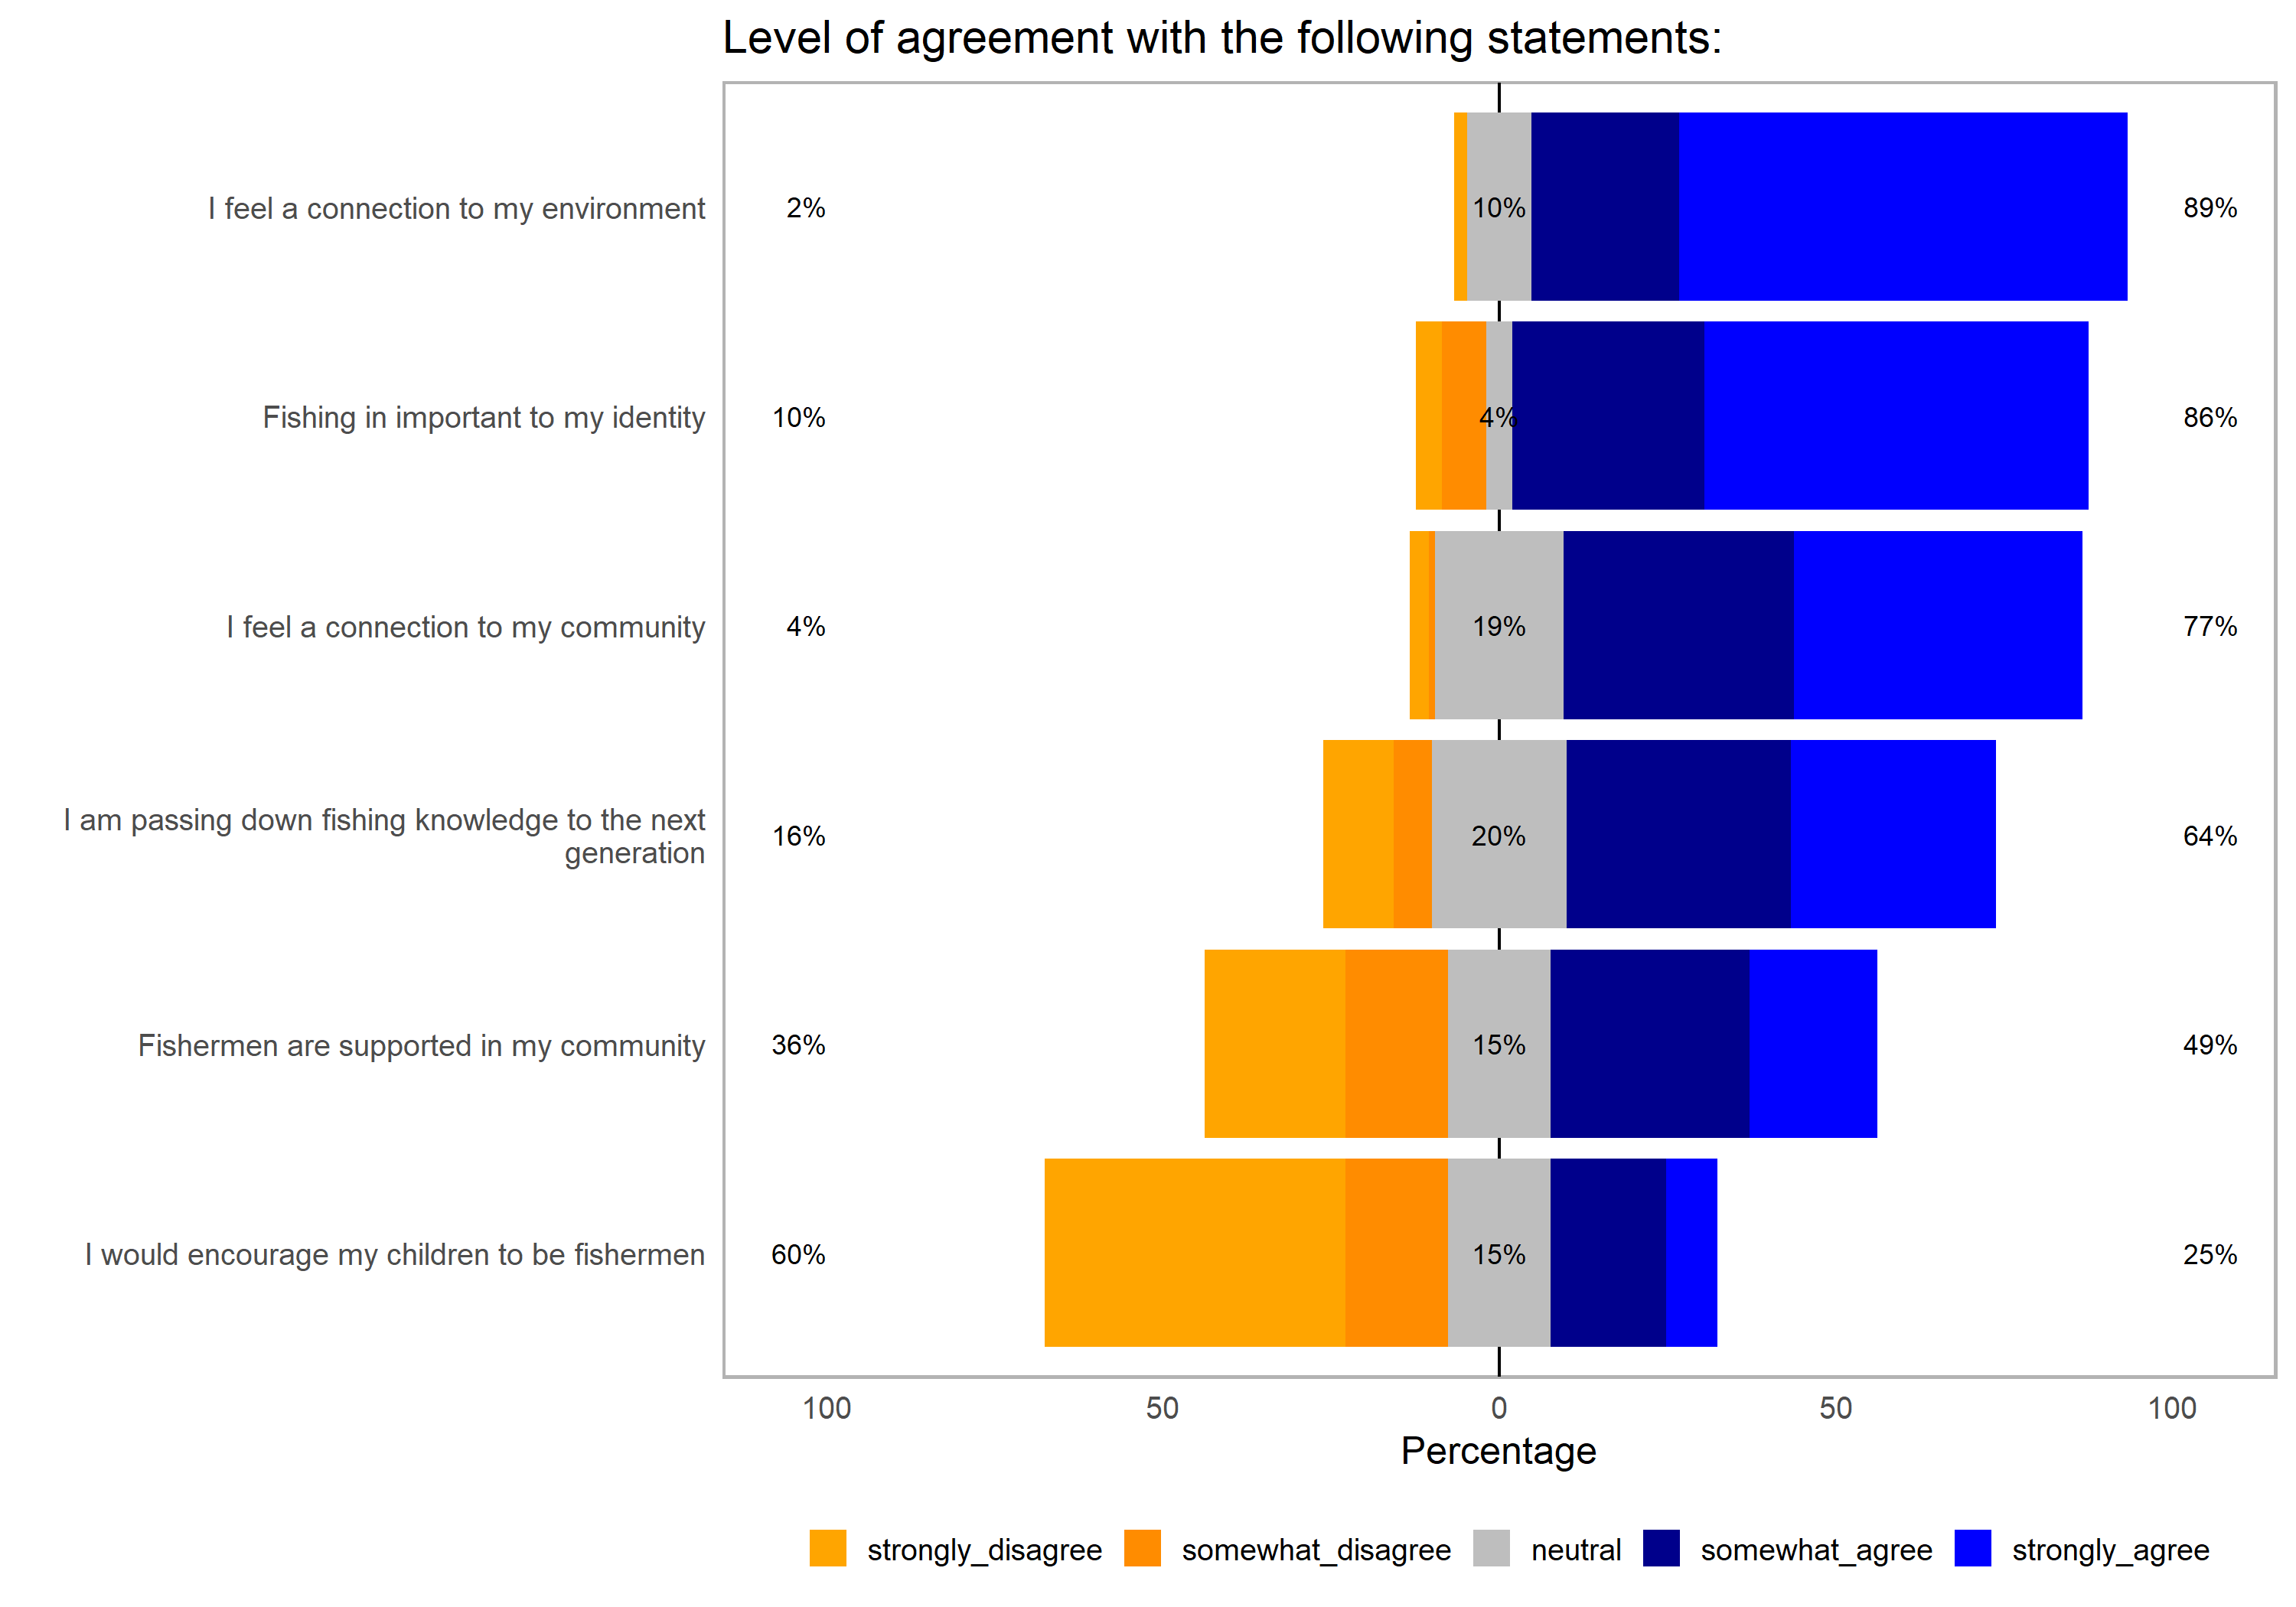 Level of agreement with the following statements:
I feel a connection to my environment 2% 10% 89%
Fishing in important to my identity 10% 4% 86%
I feel a connection to my community 4% 19% 77%
I am passing down fishing knowledge to the next
generation 16% 20% 64%
Fishermen are supported in my community 36% 15% 49%
I would encourage my children to be fishermen 60% 15% 25%
100 50 0 50 100
Percentage
strongly_disagree somewhat_disagree neutral somewhat_agree strongly_agree